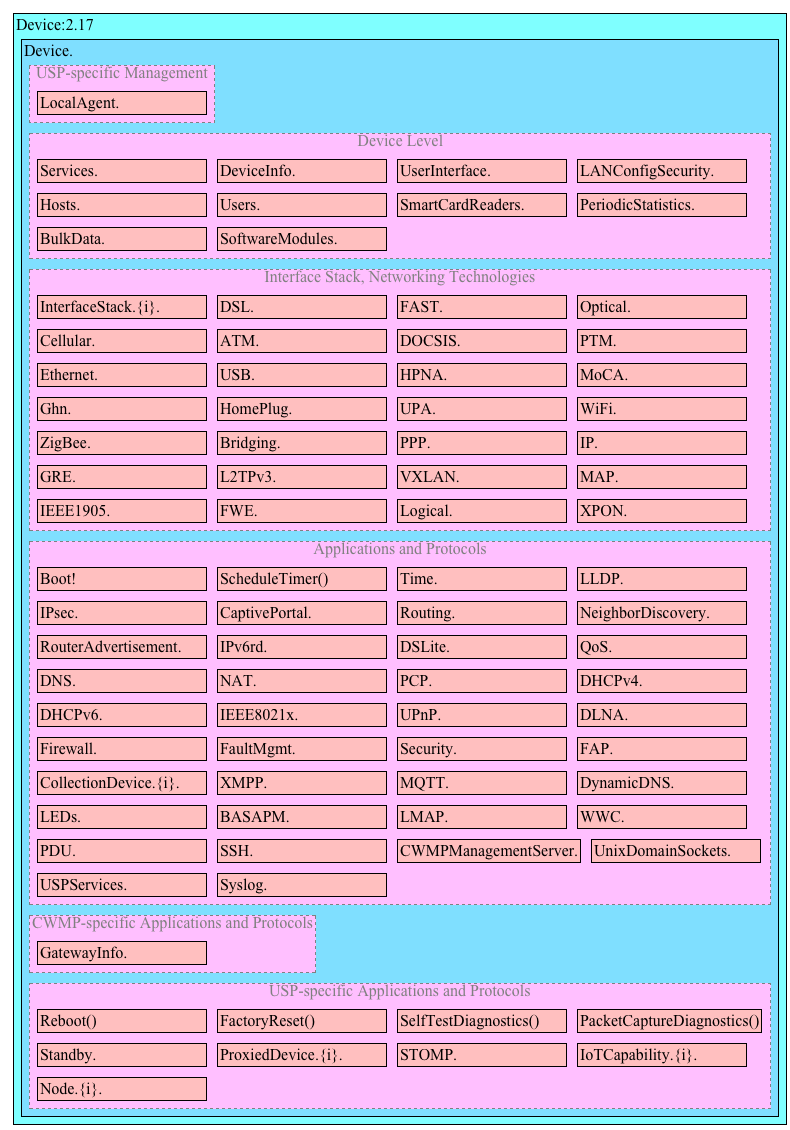 Device:2.17
Device.
USP-specific Management
LocalAgent.
Device Level
Services. DeviceInfo. UserInterface. LANConfigSecurity.
Hosts. Users. SmartCardReaders. PeriodicStatistics.
BulkData. SoftwareModules.
Interface Stack, Networking Technologies
InterfaceStack.{i}. DSL. FAST. Optical.
Cellular. ATM. DOCSIS. PTM.
Ethernet. USB. HPNA. MoCA.
Ghn. HomePlug. UPA. WiFi.
ZigBee. Bridging. PPP. IP.
GRE. L2TPv3. VXLAN. MAP.
IEEE1905. FWE. Logical. XPON.
Applications and Protocols
Boot! ScheduleTimer() Time. LLDP.
IPsec. CaptivePortal. Routing. NeighborDiscovery.
RouterAdvertisement. IPv6rd. DSLite. QoS.
DNS. NAT. PCP. DHCPv4.
DHCPv6. IEEE8021x. UPnP. DLNA.
Firewall. FaultMgmt. Security. FAP.
CollectionDevice.{i}. XMPP. MQTT. DynamicDNS.
LEDs. BASAPM. LMAP. WWC.
PDU. SSH. CWMPManagementServer. UnixDomainSockets.
USPServices. Syslog.
CWMP-specific Applications and Protocols
GatewayInfo.
USP-specific Applications and Protocols
Reboot() FactoryReset() SelfTestDiagnostics() PacketCaptureDiagnostics()
Standby. ProxiedDevice.{i}. STOMP. IoTCapability.{i}.
Node.{i}.